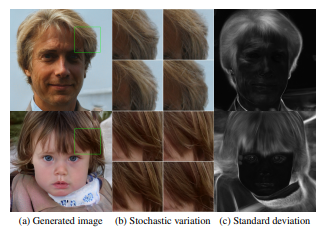 (a) Generated image (b) Stochastic variation (c) Standard deviation